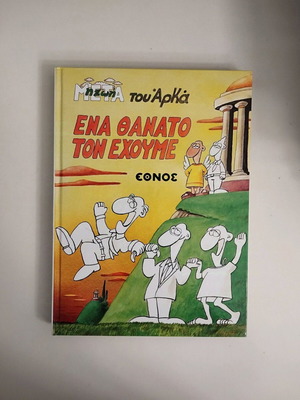 Η ζωή ΜΕΤΑ
του Αρκά
ΕΝΑ ΘΑΝΑΤΟ
ΤΟΝ ΕΧΟΥΜΕ
ΕΘΝΟΣ